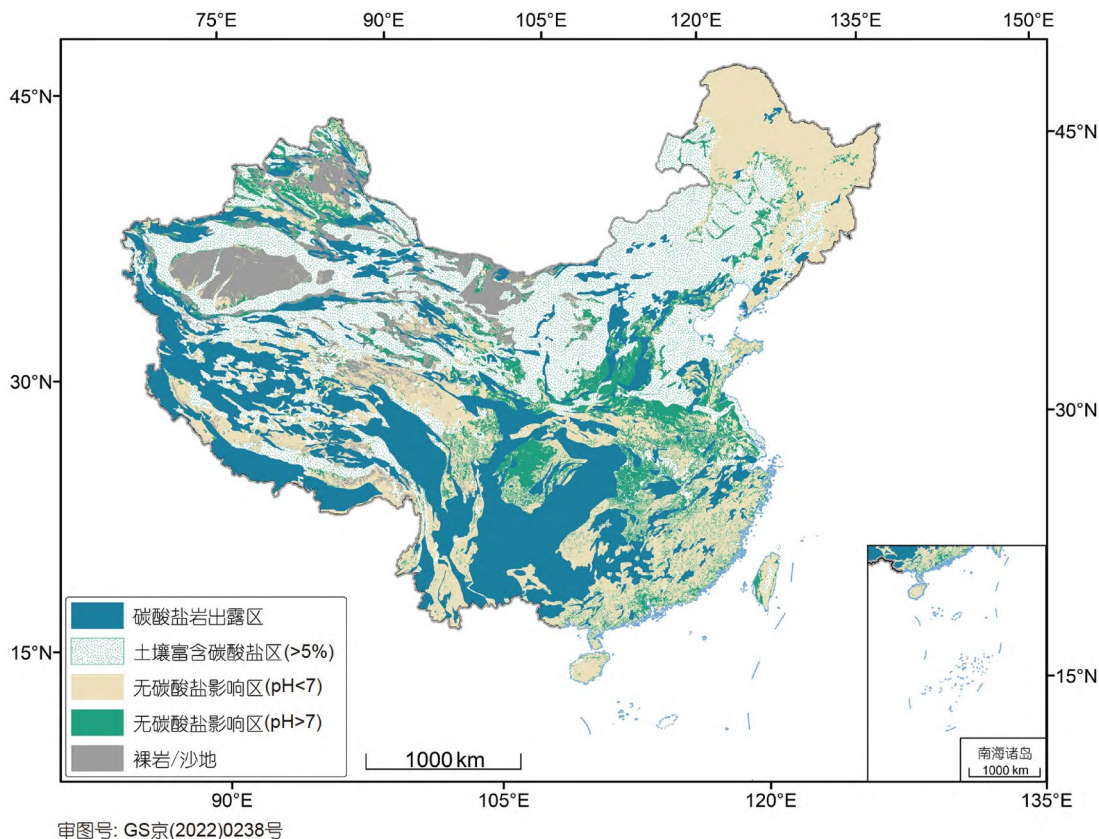 75°E 90°E 105°E 120°E 135°E 150°E
45°N
45°N
30°N
30°N
15°N
15°N
碳酸盐岩出露区
土壤富含碳酸盐区(>5%)
无碳酸盐影响区(pH<7)
无碳酸盐影响区(pH>7)
裸岩/沙地
1000 km
南海诸岛
1000 km
90°E 105°E 120°E 135°E
审图号: GS京(2022)0238号